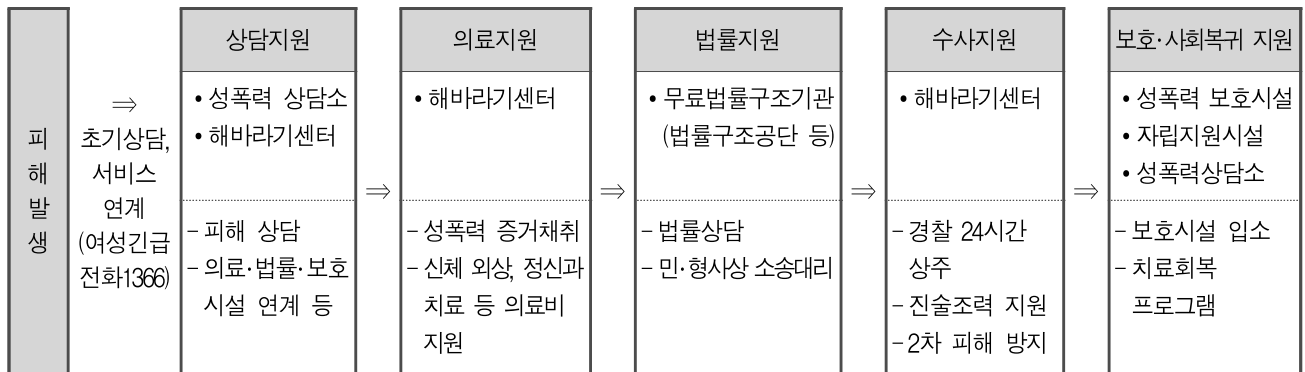 피
해
발
생
⇒
초기상담,
서비스
연계
(여성긴급
전화1366)
상담지원
• 성폭력 상담소
• 해바라기센터
– 피해 상담
– 의료·법률·보호
시설 연계 등
⇒
의료지원
• 해바라기센터
– 성폭력 증거채취
– 신체 외상, 정신과
치료 등 의료비
지원
⇒
법률지원
• 무료법률구조기관
(법률구조공단 등)
– 법률상담
– 민·형사상 소송대리
⇒
수사지원
• 해바라기센터
– 경찰 24시간
상주
– 진술조력 지원
– 2차 피해 방지
⇒
보호·사회복귀 지원
• 성폭력 보호시설
• 자립지원시설
• 성폭력상담소
– 보호시설 입소
– 치료회복
프로그램